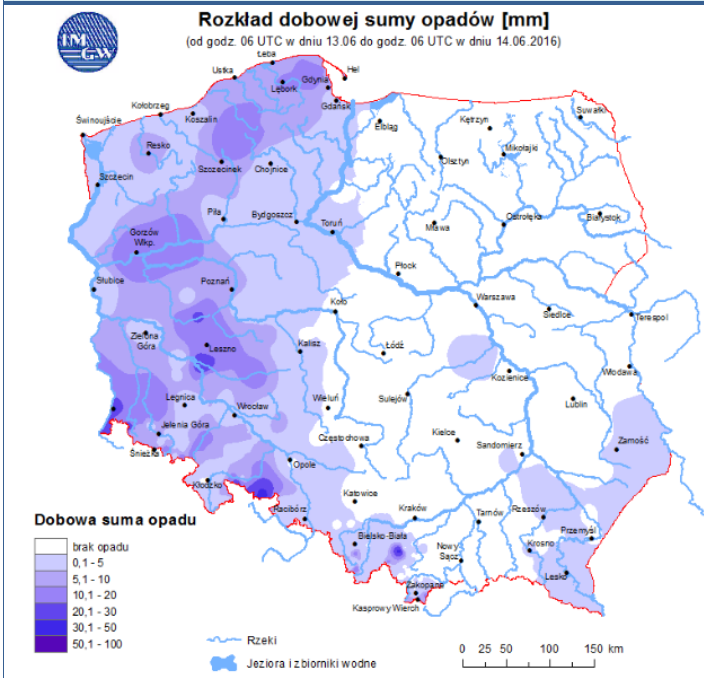 Rozkład dobowej sumy opadów [mm]
(od godz. 06 UTC w dniu 13.06 do godz. 06 UTC w dniu 14.06.2016)
IM
GW
Łeba
Ustka
Hel
Gdynia
Lębork
Gdańsk
Kołobrzeg
Koszalin
Suwałki
Świnoujście
Elbląg
Kętrzyn
Resko
Mikołajki
Olsztyn
Szczecinek
Chojnice
Szczecin
Piła
Bydgoszcz
Ostrołęka
Białystok
Toruń
Mława
Gorzów
Wlkp.
Płock
Słubice
Poznań
Koło
Warszawa
Siedlce
Terespol
Zielona
Góra
Leszno
Kalisz
Łódź
Kozienice
Włodawa
Legnica
Wieluń
Sulejów
Lublin
Wrocław
Jelenia Góra
Częstochowa
Kielce
Sandomierz
Zamość
Śnieżka
Opole
Kłodzko
Katowice
Racibórz
Kraków
Tarnów
Rzeszów
Przemyśl
Bielsko-Biała
Nowy
Sącz
Krosno
Lesko
Zakopane
Kasprowy Wierch
Dobowa suma opadu
brak opadu
0,1 - 5
5,1 - 10
10,1 - 20
20,1 - 30
30,1 - 50
50,1 - 100
Rzeki
Jeziora i zbiorniki wodne
0 25 50 100 150 km